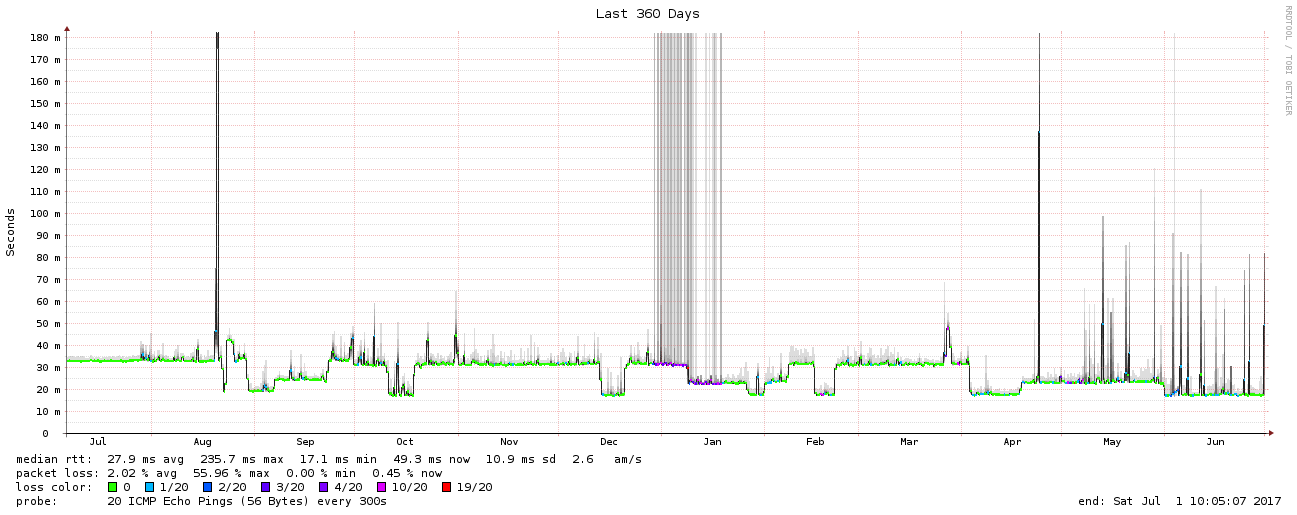 Last 360 Days
RRDTOOL / TOBI OETIKER
Seconds
180 m
170 m
160 m
150 m
140 m
130 m
120 m
110 m
100 m
90 m
80 m
70 m
60 m
50 m
40 m
30 m
20 m
10 m
0
Jul Aug Sep Oct Nov Dec Jan Feb Mar Apr May Jun
median rtt: 27.9 ms avg 235.7 ms max 17.1 ms min 49.3 ms now 10.9 ms sd 2.6 am/s
packet loss: 2.02 % avg 55.96 % max 0.00 % min 0.45 % now
loss color: 0 1/20 2/20 3/20 4/20 10/20 19/20
probe: 20 ICMP Echo Pings (56 Bytes) every 300s end: Sat Jul 1 10:05:07 2017